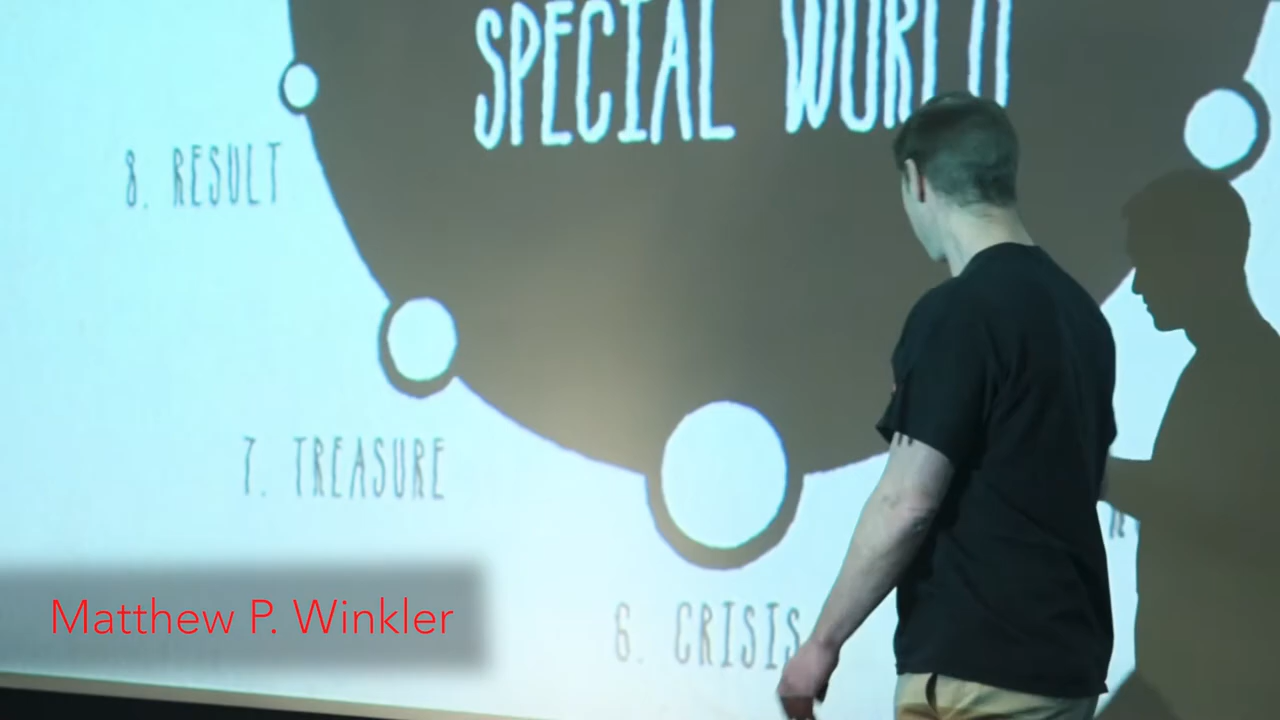 SPECIAL WORLD
8. RESULT
7. TREASURE
6. CRISIS
Matthew P. Winkler